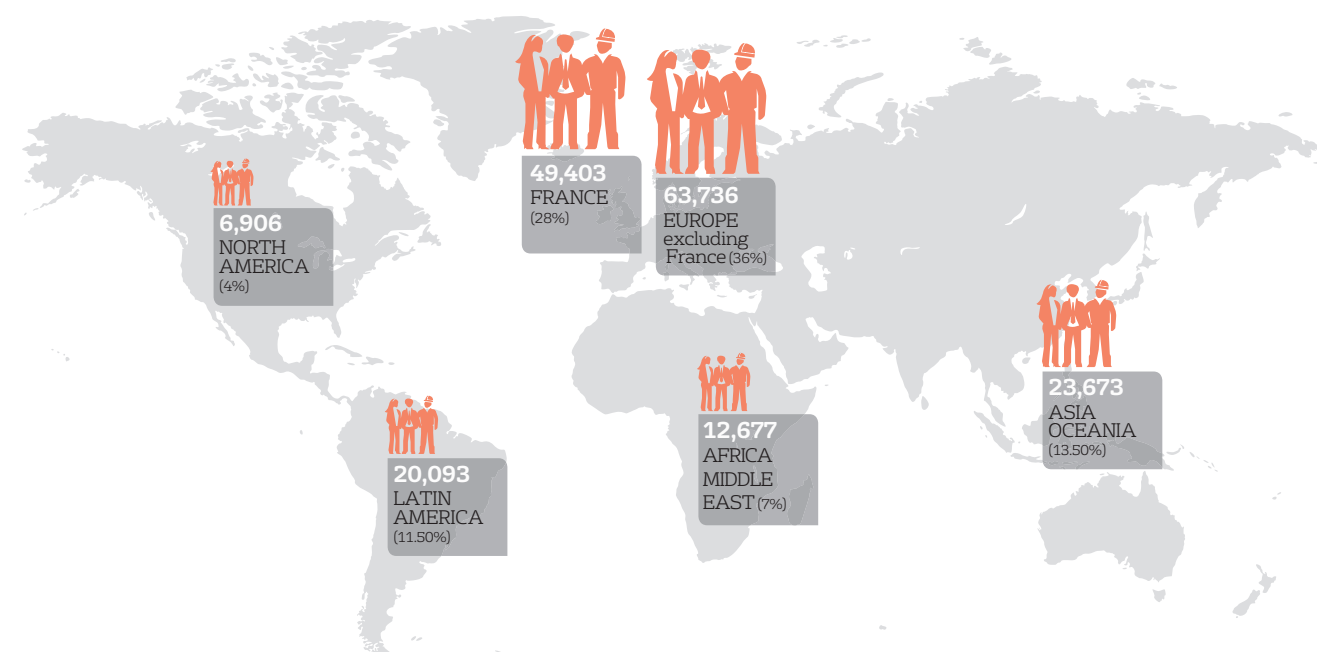 49,403
FRANCE
(28%)
63,736
EUROPE
excluding
France (36%)
6,906
NORTH
AMERICA
(4%)
23,673
ASIA
OCEANIA
(13.50%)
12,677
AFRICA
MIDDLE
EAST (7%)
20,093
LATIN
AMERICA
(11.50%)